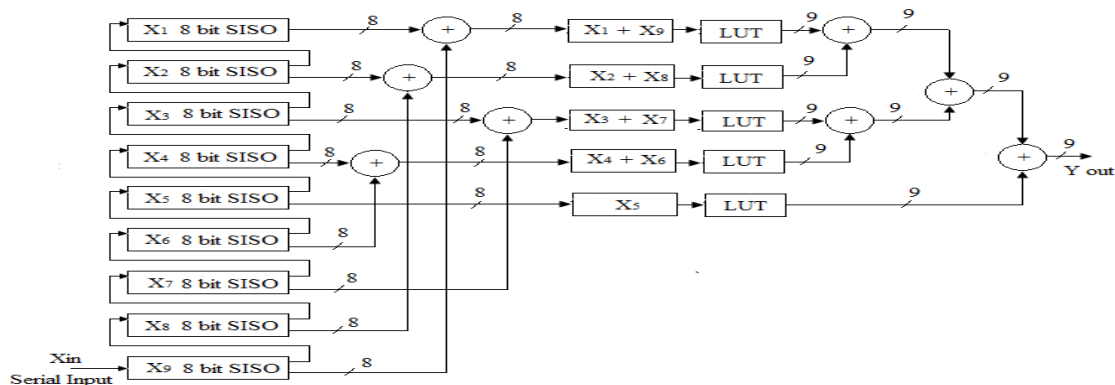 X1 8 bit SISO 8 + 8 X1 + X9 LUT 9 + 9
X2 8 bit SISO 8 + 8 X2 + X8 LUT 9 + 9
X3 8 bit SISO 8 8 + X3 + X7 LUT 9 + 9
X4 8 bit SISO 8 + 8 X4 + X6 LUT 9 + 9
Y out
X5 8 bit SISO 8 X5 LUT 9
X6 8 bit SISO 8
X7 8 bit SISO 8
X8 8 bit SISO 8
Xin
X9 8 bit SISO 8
Serial Input